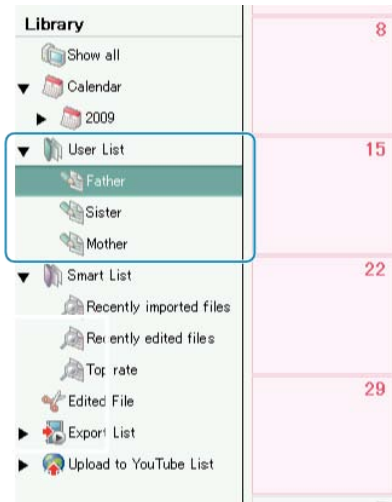 Library
8
Show all
Calendar
2009
User List
15
Father
Sister
Mother
Smart List
22
Recently imported files
Recently edited files
Top rate
29
Edited File
Export List
Upload to YouTube List